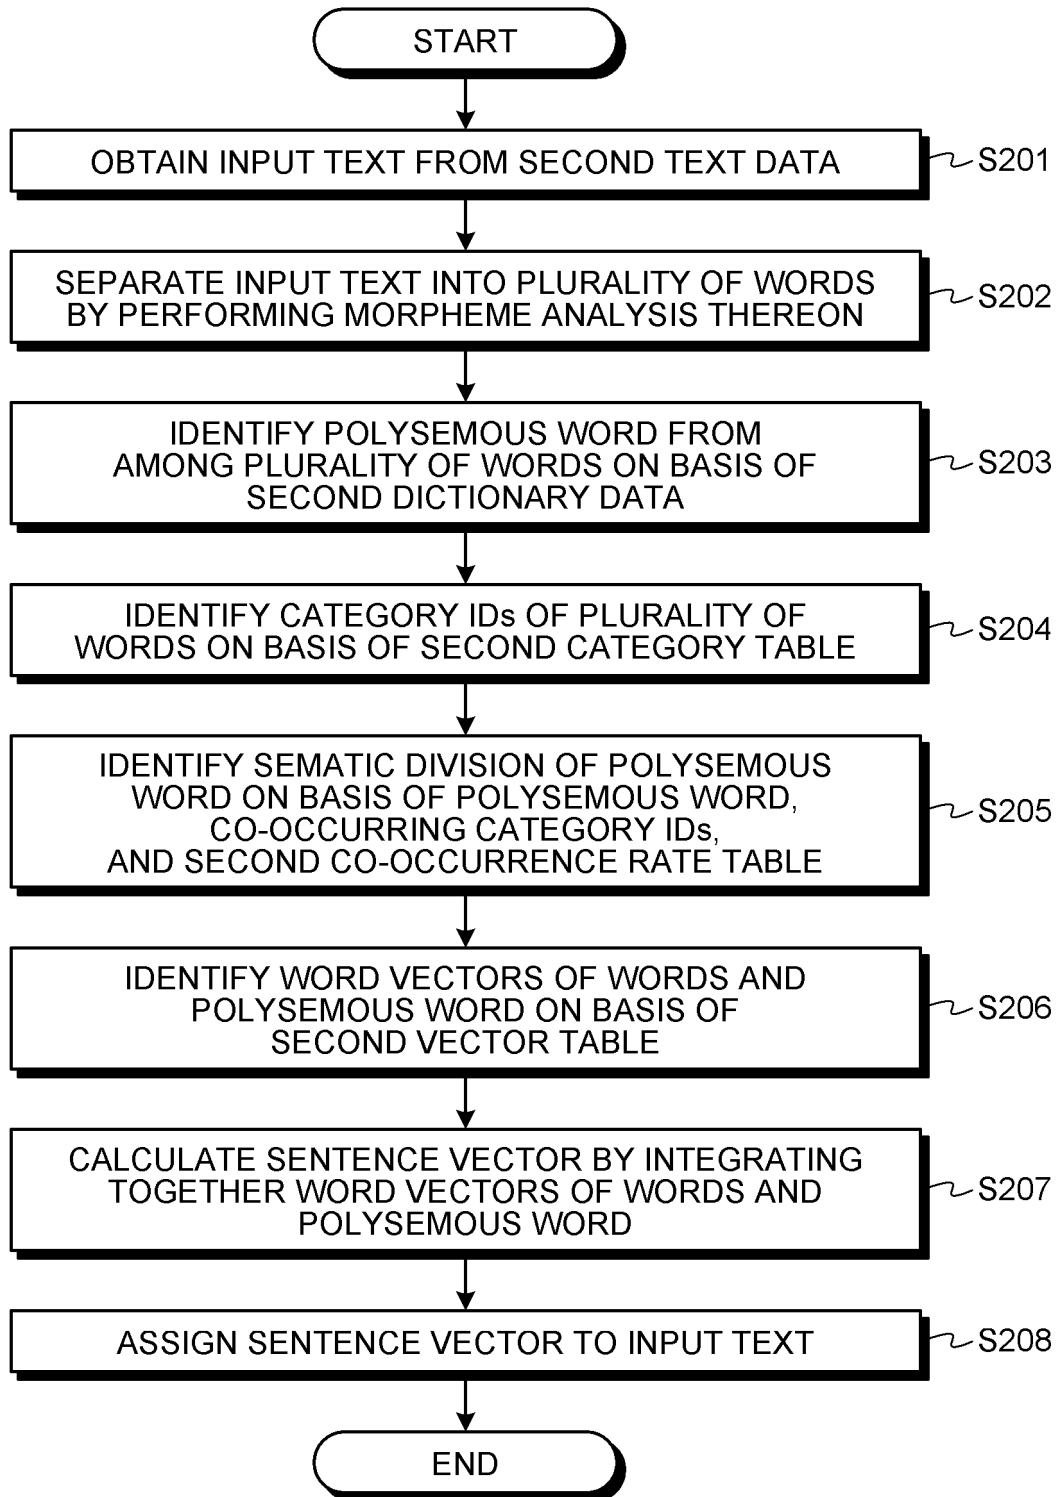 START
OBTAIN INPUT TEXT FROM SECOND TEXT DATA
S201
SEPARATE INPUT TEXT INTO PLURALITY OF WORDS
BY PERFORMING MORPHEME ANALYSIS THEREON
S202
IDENTIFY POLYSEMOUS WORD FROM
AMONG PLURALITY OF WORDS ON BASIS OF
SECOND DICTIONARY DATA
S203
IDENTIFY CATEGORY IDs OF PLURALITY OF
WORDS ON BASIS OF SECOND CATEGORY TABLE
S204
IDENTIFY SEMATIC DIVISION OF POLYSEMOUS
WORD ON BASIS OF POLYSEMOUS WORD,
CO-OCCURRING CATEGORY IDs,
AND SECOND CO-OCCURRENCE RATE TABLE
S205
IDENTIFY WORD VECTORS OF WORDS AND
POLYSEMOUS WORD ON BASIS OF
SECOND VECTOR TABLE
S206
CALCULATE SENTENCE VECTOR BY INTEGRATING
TOGETHER WORD VECTORS OF WORDS AND
POLYSEMOUS WORD
S207
ASSIGN SENTENCE VECTOR TO INPUT TEXT
S208
END